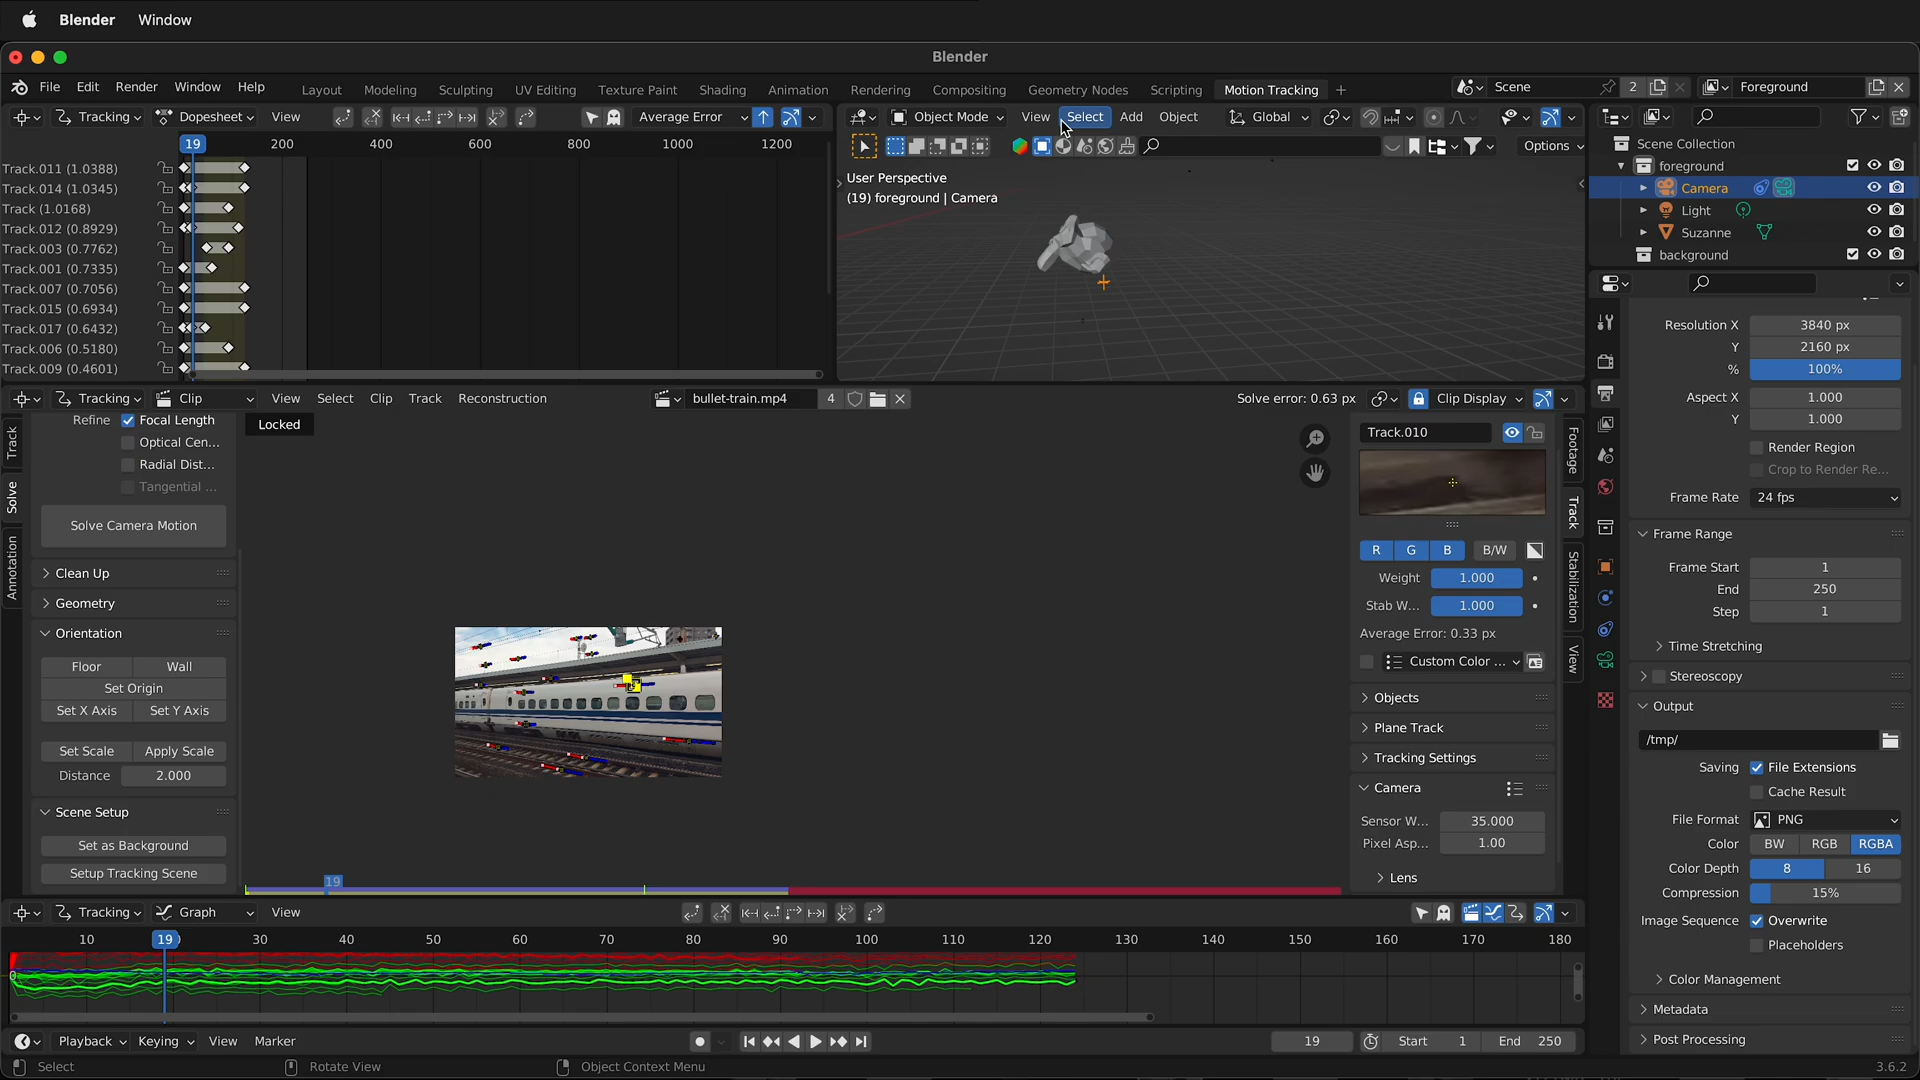 Blender Window
Blender
File Edit Render Window Help Layout Modeling Sculpting UV Editing Texture Paint Shading Animation Rendering Compositing Geometry Nodes Scripting Motion Tracking + Scene 2 Foreground
Tracking Dopesheet View Average Error
19 200 400 600 800 1000 1200
Track.011 (1.0388)
Track.014 (1.0345)
Track (1.0168)
Track.012 (0.8929)
Track.003 (0.7762)
Track.001 (0.7335)
Track.007 (0.7056)
Track.015 (0.6934)
Track.017 (0.6432)
Track.006 (0.5180)
Track.009 (0.4601)
Object Mode View Select Add Object Global
Options
User Perspective
(19) foreground | Camera
Scene Collection
foreground
Camera
Light
Suzanne
background
Tracking Clip View Select Clip Track Reconstruction bullet-train.mp4 4 Solve error: 0.63 px Clip Display
Track
Solve
Annotation
Refine Focal Length
Optical Cen...
Radial Dist...
Tangential ...
Solve Camera Motion
Clean Up
Geometry
Orientation
Floor Wall
Set Origin
Set X Axis Set Y Axis
Set Scale Apply Scale
Distance 2.000
Scene Setup
Set as Background
Setup Tracking Scene
Locked
19
Track.010
R G B B/W
Weight 1.000
Stab W... 1.000
Average Error: 0.33 px
Custom Color ...
Objects
Plane Track
Tracking Settings
Camera
Sensor W... 35.000
Pixel Asp... 1.00
Lens
Footage
Track
Stabilization
View
Resolution X 3840 px
Y 2160 px
% 100%
Aspect X 1.000
Y 1.000
Render Region
Crop to Render Re...
Frame Rate 24 fps
Frame Range
Frame Start 1
End 250
Step 1
Time Stretching
Stereoscopy
Output
/tmp/
Saving File Extensions
Cache Result
File Format PNG
Color BW RGB RGBA
Color Depth 8 16
Compression 15%
Image Sequence Overwrite
Placeholders
Color Management
Metadata
Post Processing
Tracking Graph View
10 19 30 40 50 60 70 80 90 100 110 120 130 140 150 160 170 180
0
Playback Keying View Marker 19 Start 1 End 250
Select Rotate View Object Context Menu 3.6.2